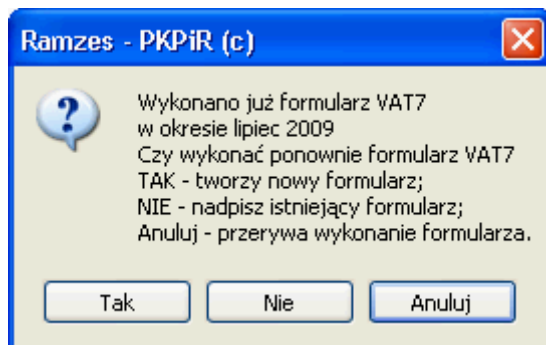 Ramzes - PKPiR (c)
Wykonano już formularz VAT7
w okresie lipiec 2009
Czy wykonać ponownie formularz VAT7
TAK - tworzy nowy formularz;
NIE - nadpisz istniejący formularz;
Anuluj - przerywa wykonanie formularza.
Tak
Nie
Anuluj